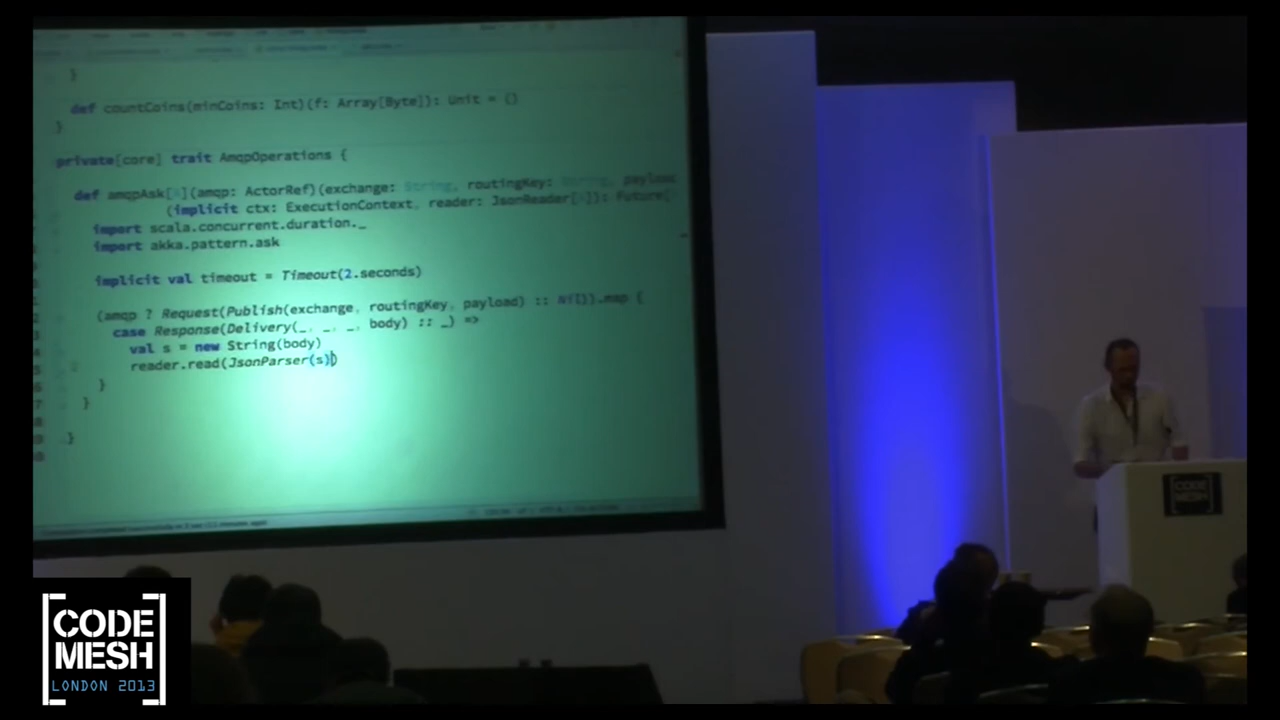 }
def countCoins(minCoins: Int)(f: Array[Byte]): Unit = {}
}
private[core] trait AmqpOperations {
def amqpAsk[A](amqp: ActorRef)(exchange: String, routingKey: String, payload
(implicit ctx: ExecutionContext, reader: JsonReader[A]): Future[
import scala.concurrent.duration._
import akka.pattern.ask
implicit val timeout = Timeout(2.seconds)
(amqp ? Request(Publish(exchange, routingKey, payload) :: Nil)).map {
case Response(Delivery(_, _, _, body) :: _) =>
val s = new String(body)
reader.read(JsonParser(s))
}
}
}
[CODE
MESH]
[CODE
MESH]
LONDON 2013